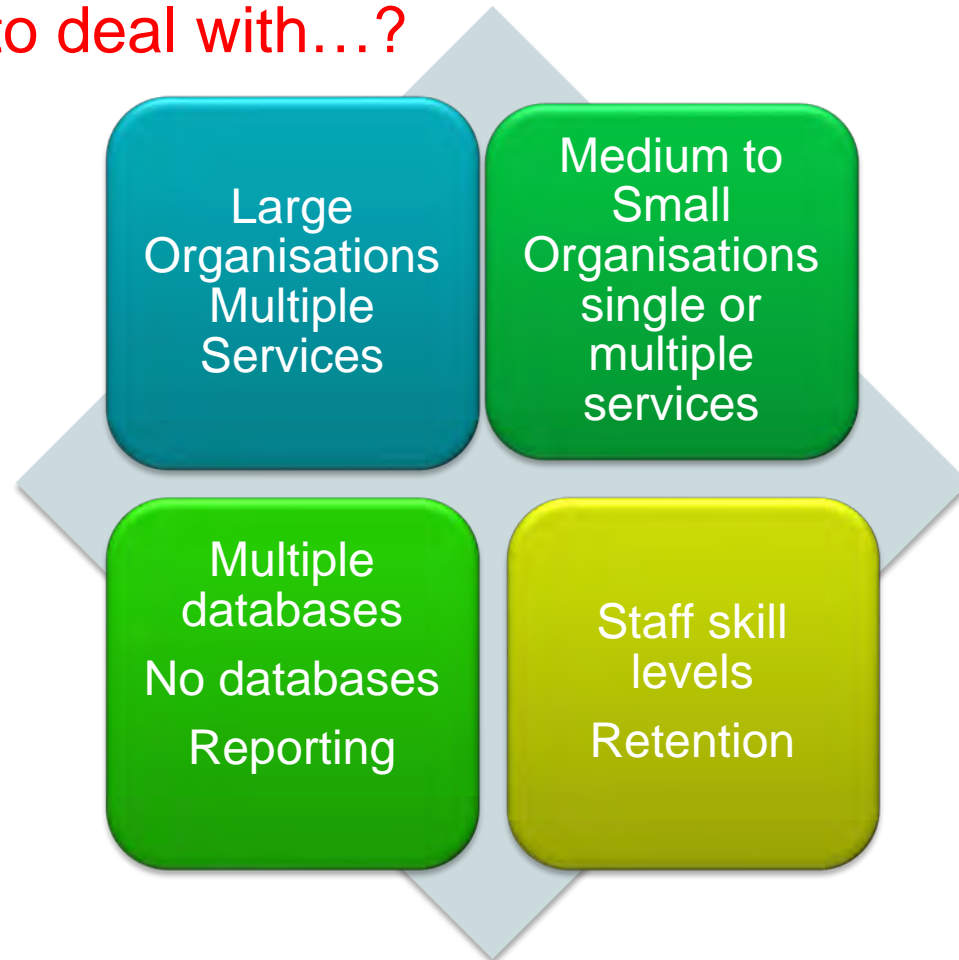 to deal with...?
Large
Organisations
Multiple
Services
Medium to
Small
Organisations
single or
multiple
services
Multiple
databases
No databases
Reporting
Staff skill
levels
Retention